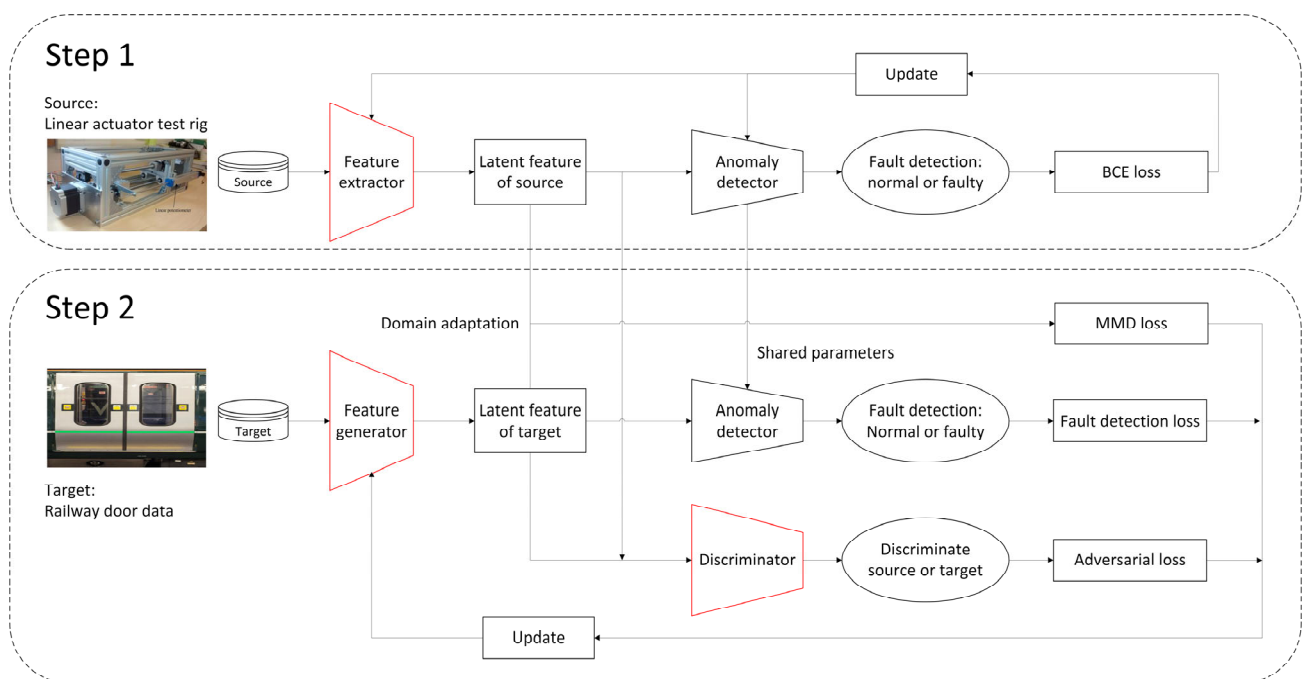 Step 1
Update
Source:
Linear actuator test rig
Source
Feature
extractor
Latent feature
of source
Anomaly
detector
Fault detection:
normal or faulty
BCE loss
Step 2
Domain adaptation
MMD loss
Shared parameters
Target
Feature
generator
Latent feature
of target
Anomaly
detector
Fault detection:
Normal or faulty
Fault detection loss
Target:
Railway door data
Discriminator
Discriminate
source or target
Adversarial loss
Update